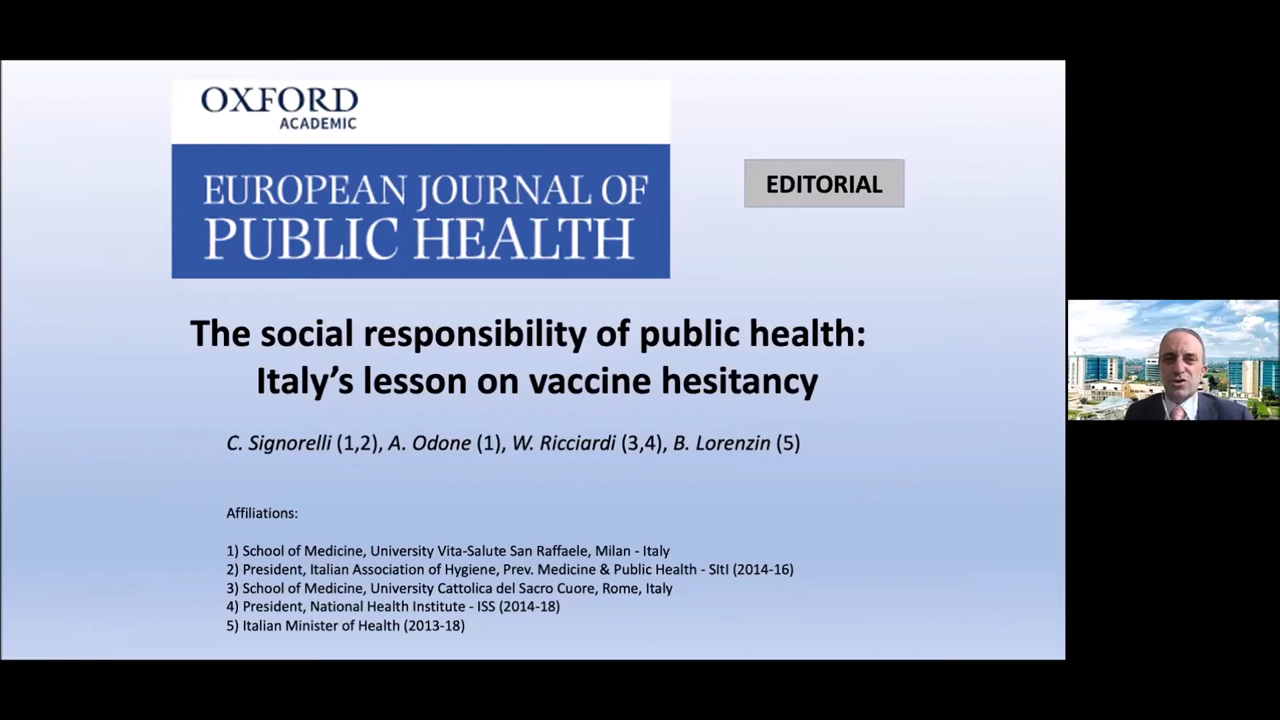 OXFORD
ACADEMIC
EUROPEAN JOURNAL OF
PUBLIC HEALTH
EDITORIAL
The social responsibility of public health:
Italy’s lesson on vaccine hesitancy
C. Signorelli (1,2), A. Odone (1), W. Ricciardi (3,4), B. Lorenzin (5)
Affiliations:
1) School of Medicine, University Vita-Salute San Raffaele, Milan - Italy
2) President, Italian Association of Hygiene, Prev. Medicine & Public Health - SItI (2014-16)
3) School of Medicine, University Cattolica del Sacro Cuore, Rome, Italy
4) President, National Health Institute - ISS (2014-18)
5) Italian Minister of Health (2013-18)